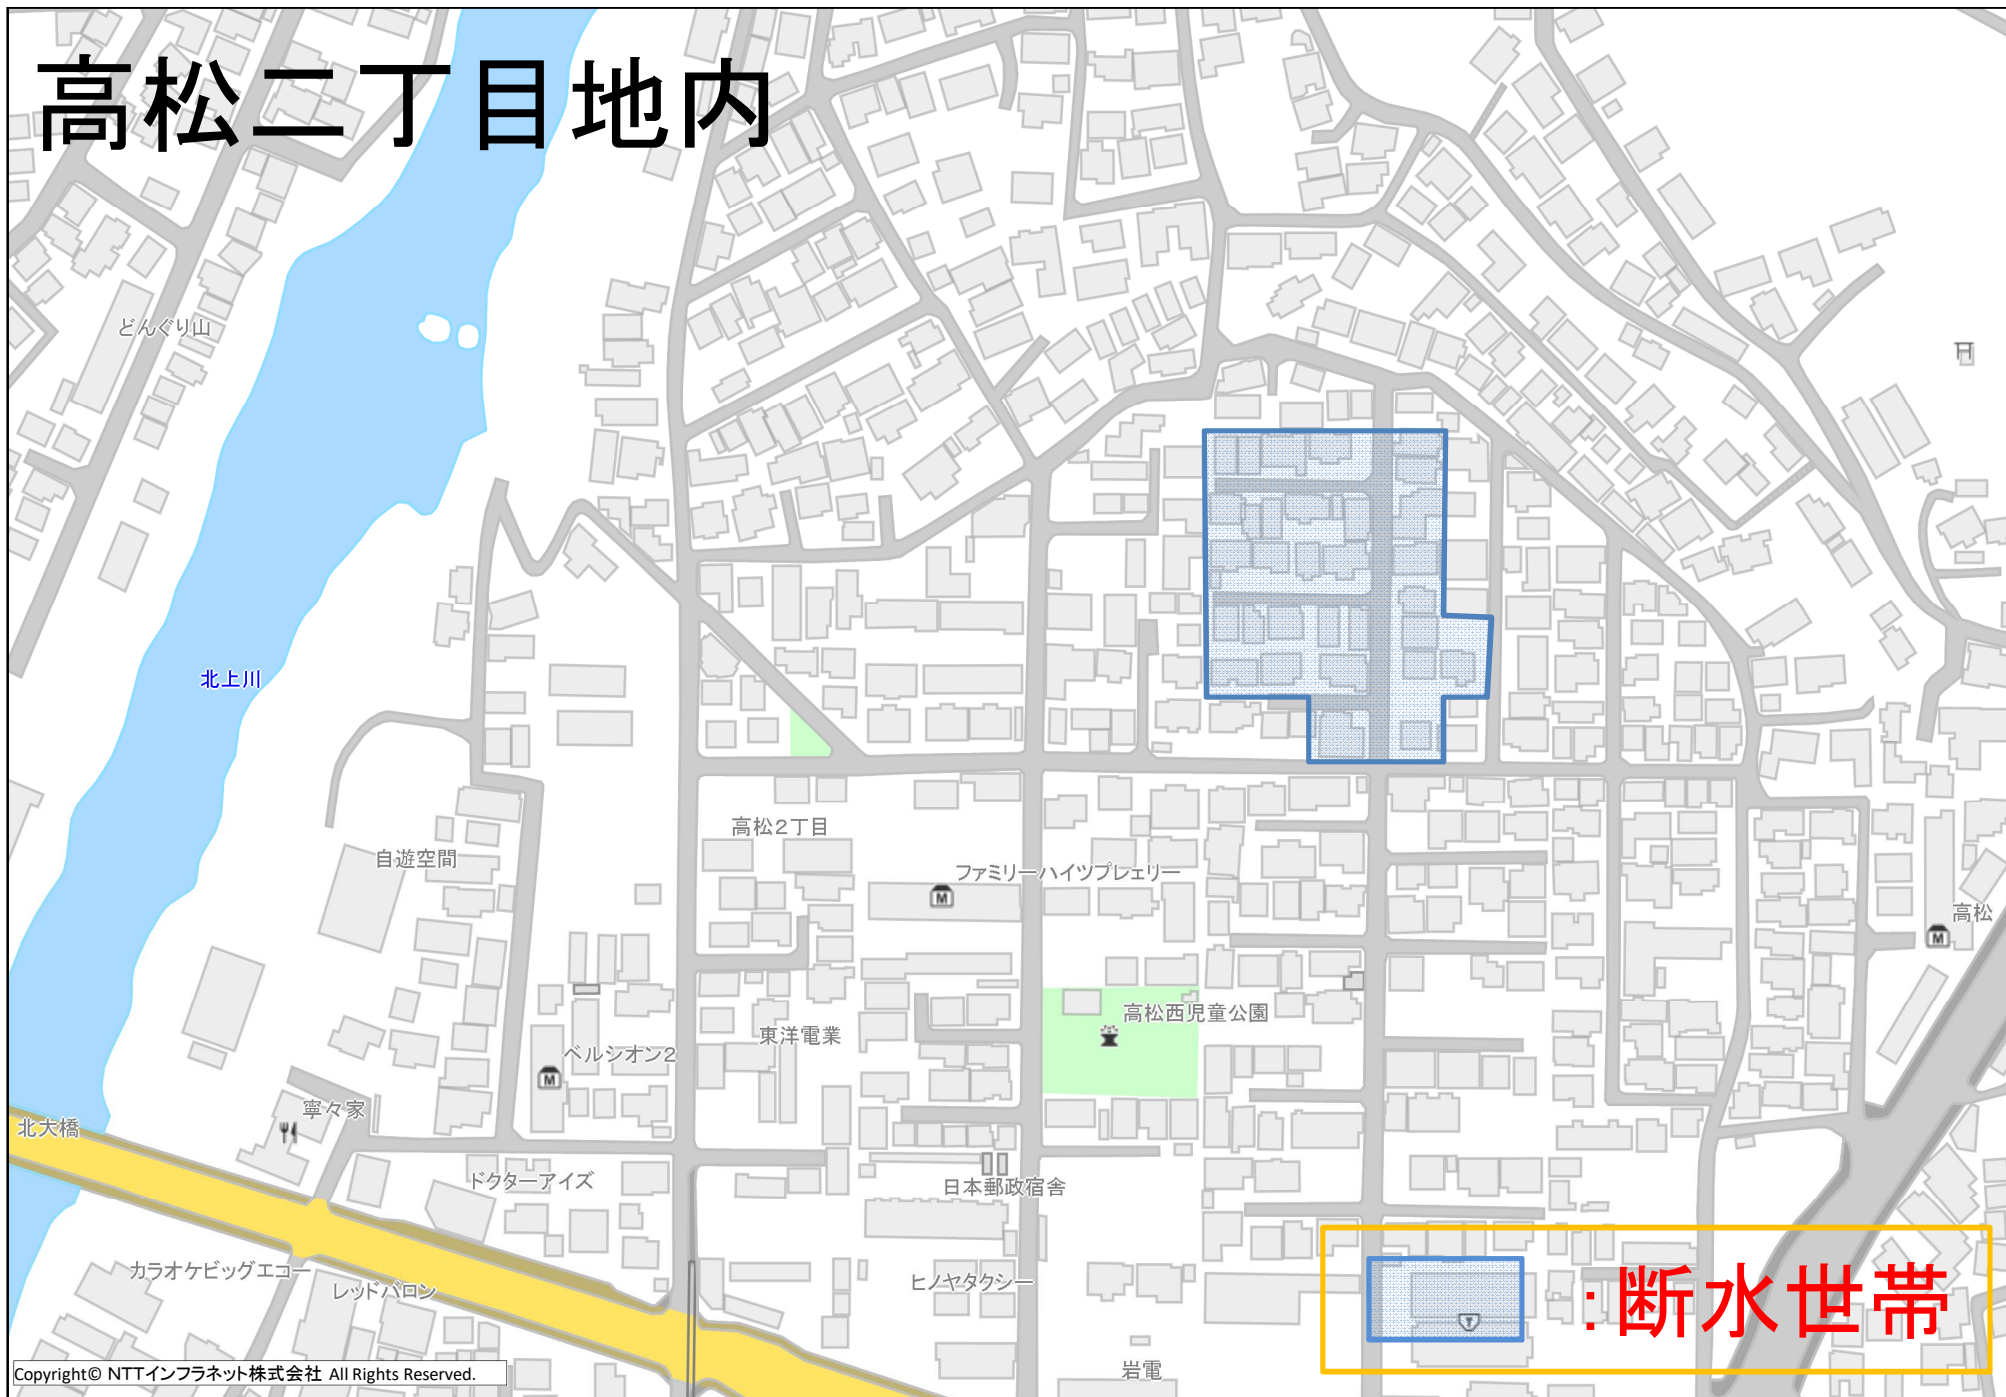 高松二丁目地内
どんぐり山
北上川
高松2丁目
自遊空間
ファミリーハイツプレェリー
高松
高松西児童公園
東洋電業
ベルシオン2
寧々家
北大橋
ドクターアイズ
日本郵政宿舎
カラオケビッグエコー
レッドバロン
ヒノヤタクシー
:断水世帯
岩電
Copyright© NTTインフラネット株式会社 All Rights Reserved.